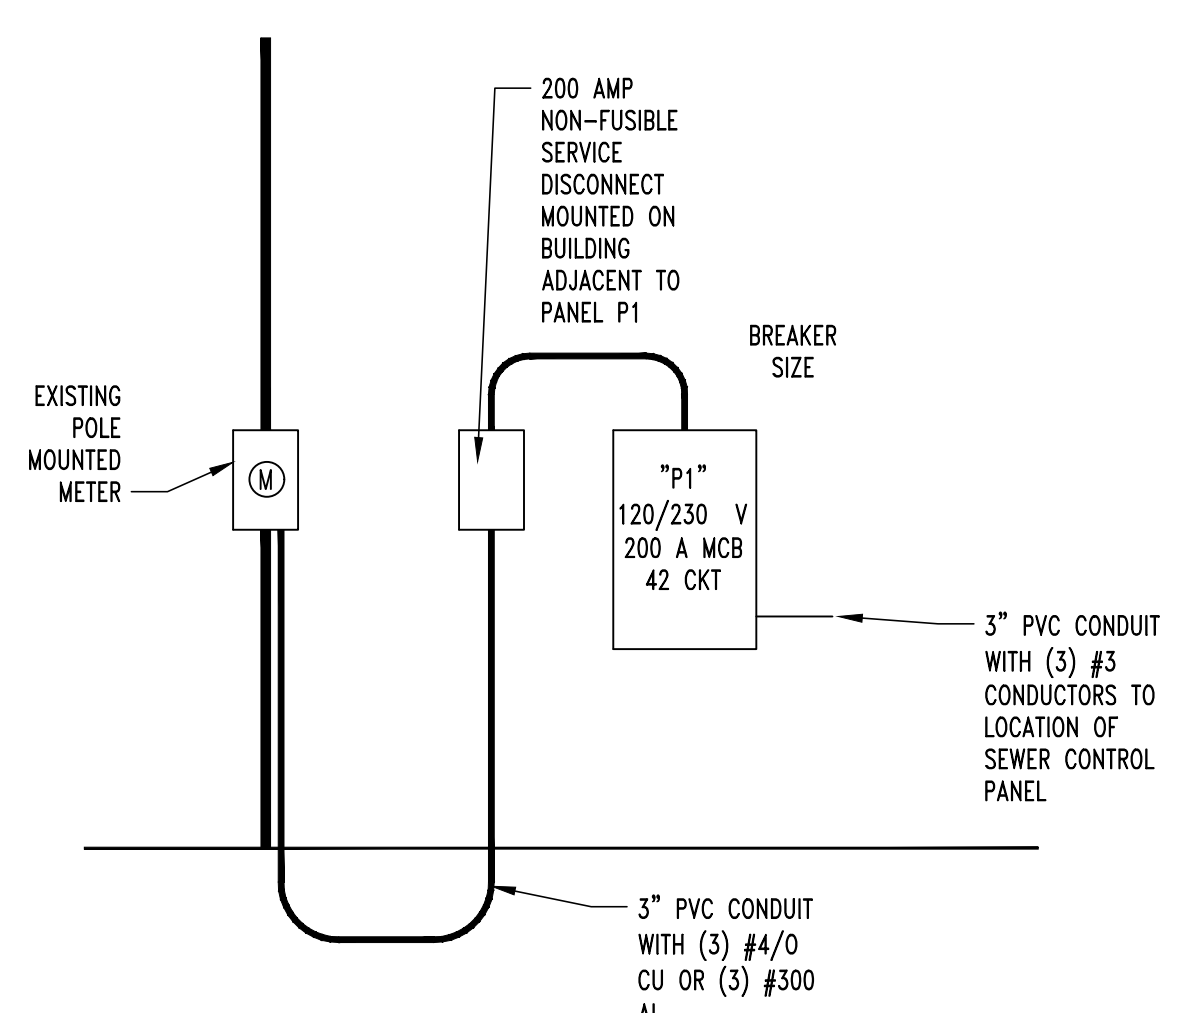 200 AMP
NON-FUSIBLE
SERVICE
DISCONNECT
MOUNTED ON
BUILDING
ADJACENT TO
PANEL P1
BREAKER
SIZE
EXISTING
POLE
MOUNTED
METER
M
"P1"
120/230 V
200 A MCB
42 CKT
3" PVC CONDUIT
WITH (3) #3
CONDUCTORS TO
LOCATION OF
SEWER CONTROL
PANEL
3" PVC CONDUIT
WITH (3) #4/0
CU OR (3) #300